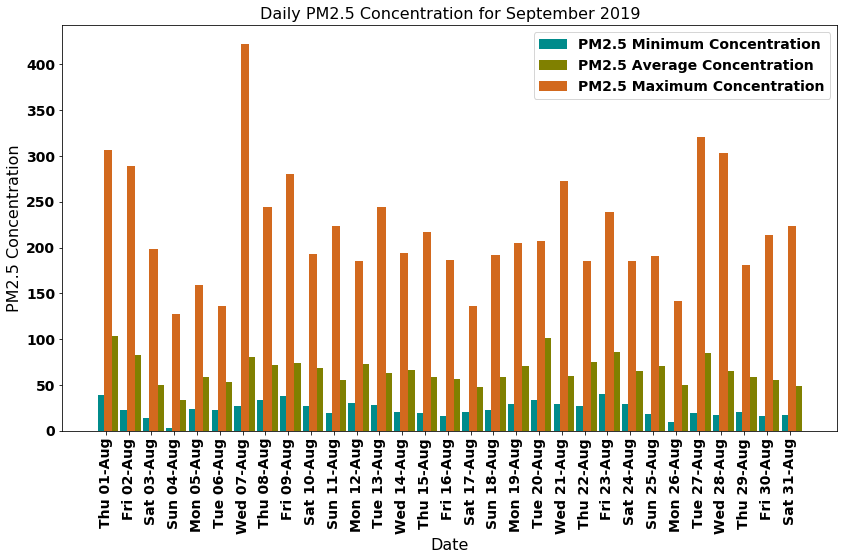 Daily PM2.5 Concentration for September 2019
PM2.5 Minimum Concentration
PM2.5 Average Concentration
PM2.5 Maximum Concentration
PM2.5 Concentration
400
350
300
250
200
150
100
50
0
Thu 01-Aug
Fri 02-Aug
Sat 03-Aug
Sun 04-Aug
Mon 05-Aug
Tue 06-Aug
Wed 07-Aug
Thu 08-Aug
Fri 09-Aug
Sat 10-Aug
Sun 11-Aug
Mon 12-Aug
Tue 13-Aug
Wed 14-Aug
Thu 15-Aug
Fri 16-Aug
Sat 17-Aug
Sun 18-Aug
Mon 19-Aug
Tue 20-Aug
Wed 21-Aug
Thu 22-Aug
Fri 23-Aug
Sat 24-Aug
Sun 25-Aug
Mon 26-Aug
Tue 27-Aug
Wed 28-Aug
Thu 29-Aug
Fri 30-Aug
Sat 31-Aug
Date